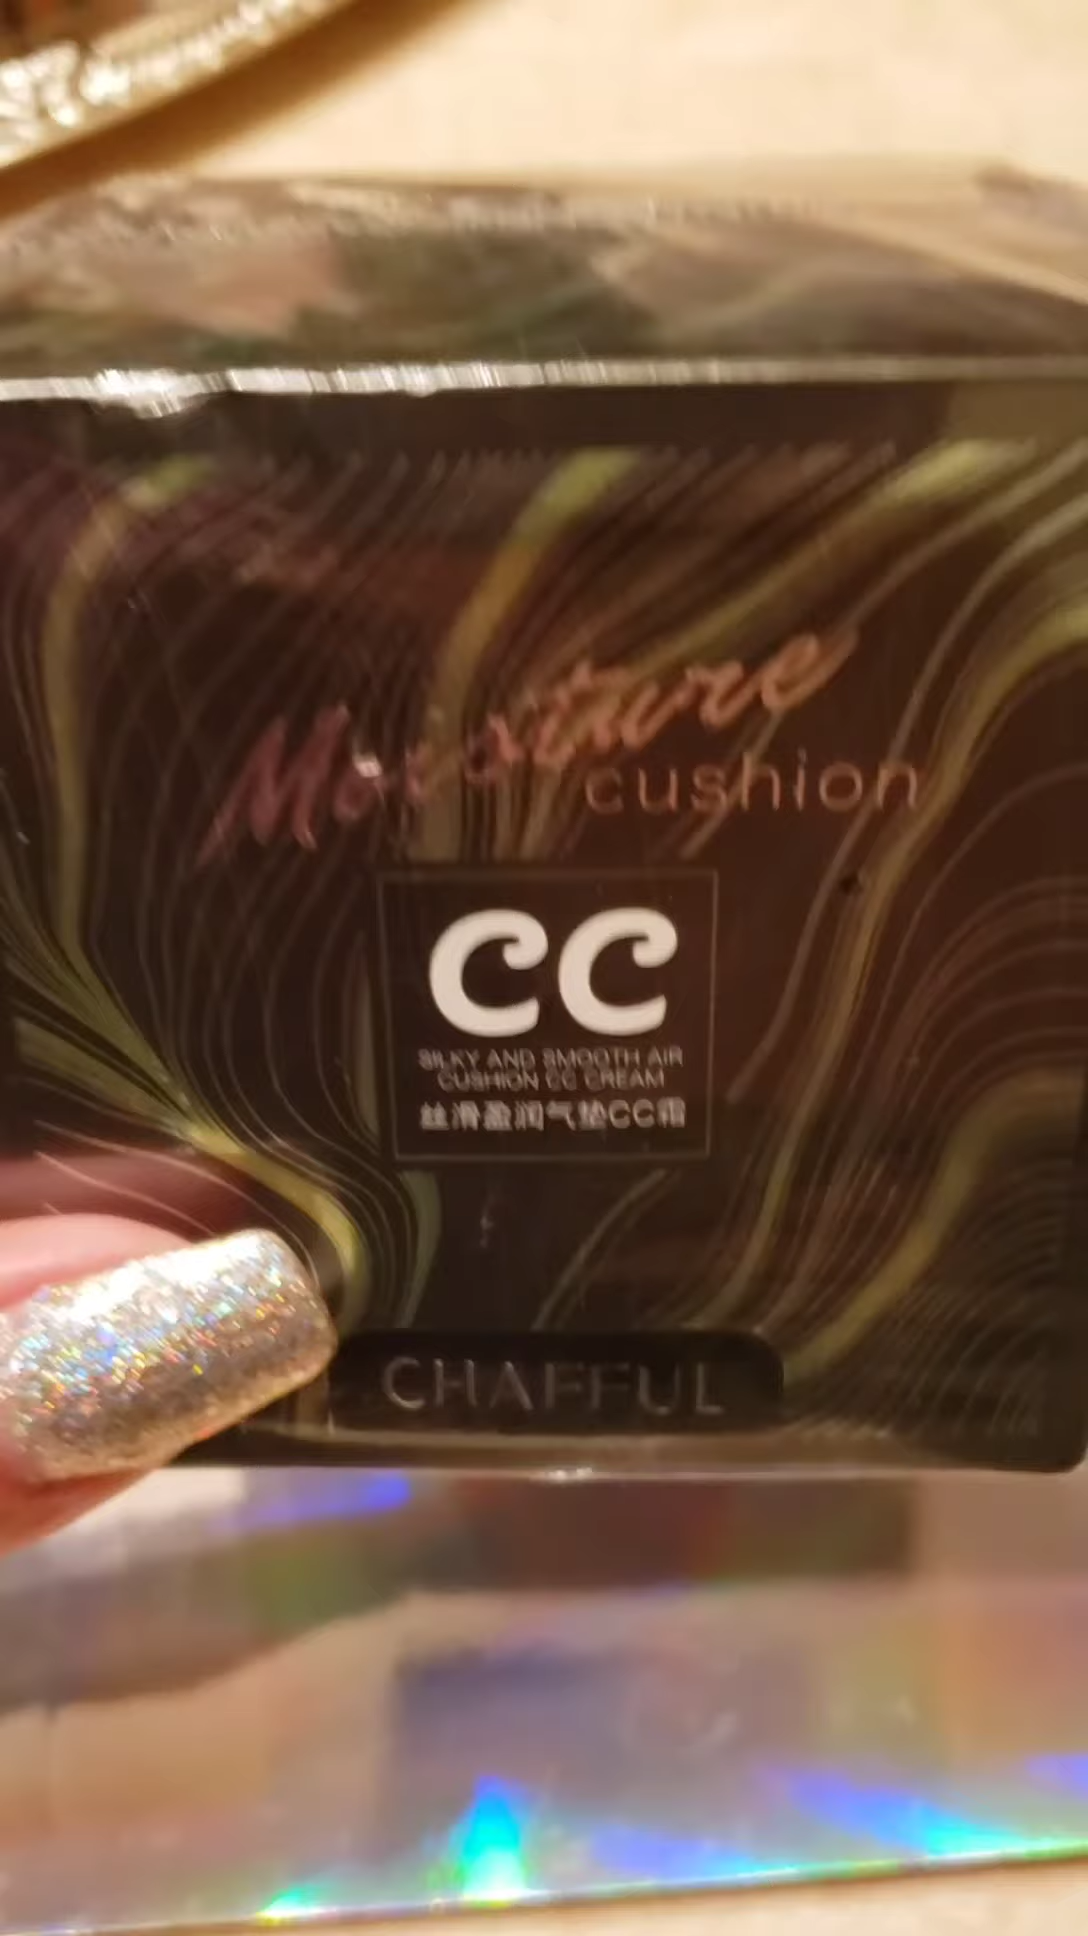 Moisture
cushion
CC
SILKY AND SMOOTH AIR
CUSHION CC CREAM
丝滑盈润气垫CC霜
CHAFFUL